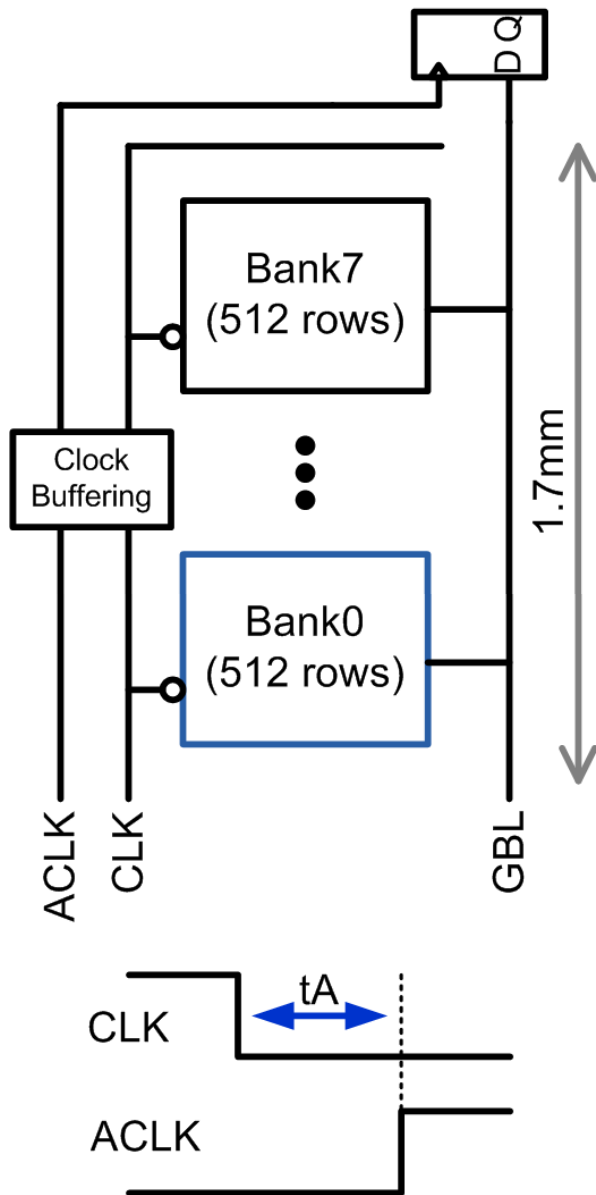 D Q
Bank7
(512 rows)
Clock
Buffering
1.7mm
Bank0
(512 rows)
ACLK
CLK
GBL
tA
CLK
ACLK